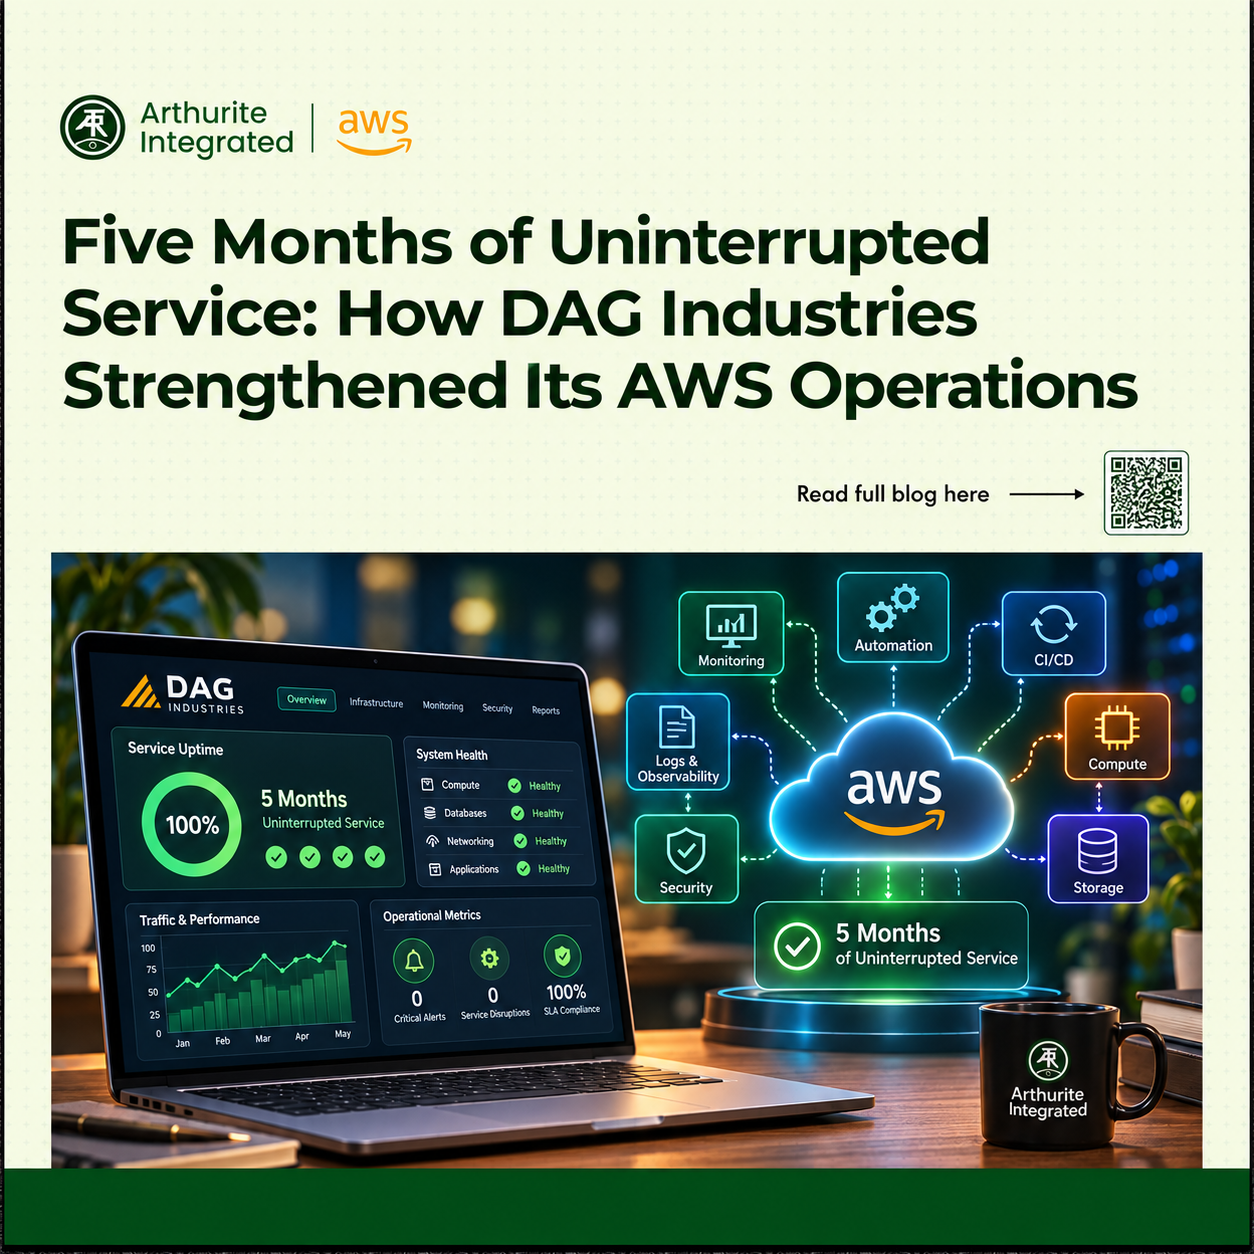 Arthurite
Integrated
aws
Five Months of Uninterrupted
Service: How DAG Industries
Strengthened Its AWS Operations
Read full blog here
DAG
INDUSTRIES
Overview
Infrastructure
Monitoring
Security
Reports
Service Uptime
100%
5 Months
Uninterrupted Service
System Health
Compute
Healthy
Databases
Healthy
Networking
Healthy
Applications
Healthy
Traffic & Performance
100
75
50
25
0
Jan
Feb
Mar
Apr
May
Operational Metrics
0
Critical Alerts
0
Service Disruptions
100%
SLA Compliance
Monitoring
Automation
CI/CD
Logs &
Observability
Compute
aws
Security
Storage
5 Months
of Uninterrupted Service
Arthurite
Integrated